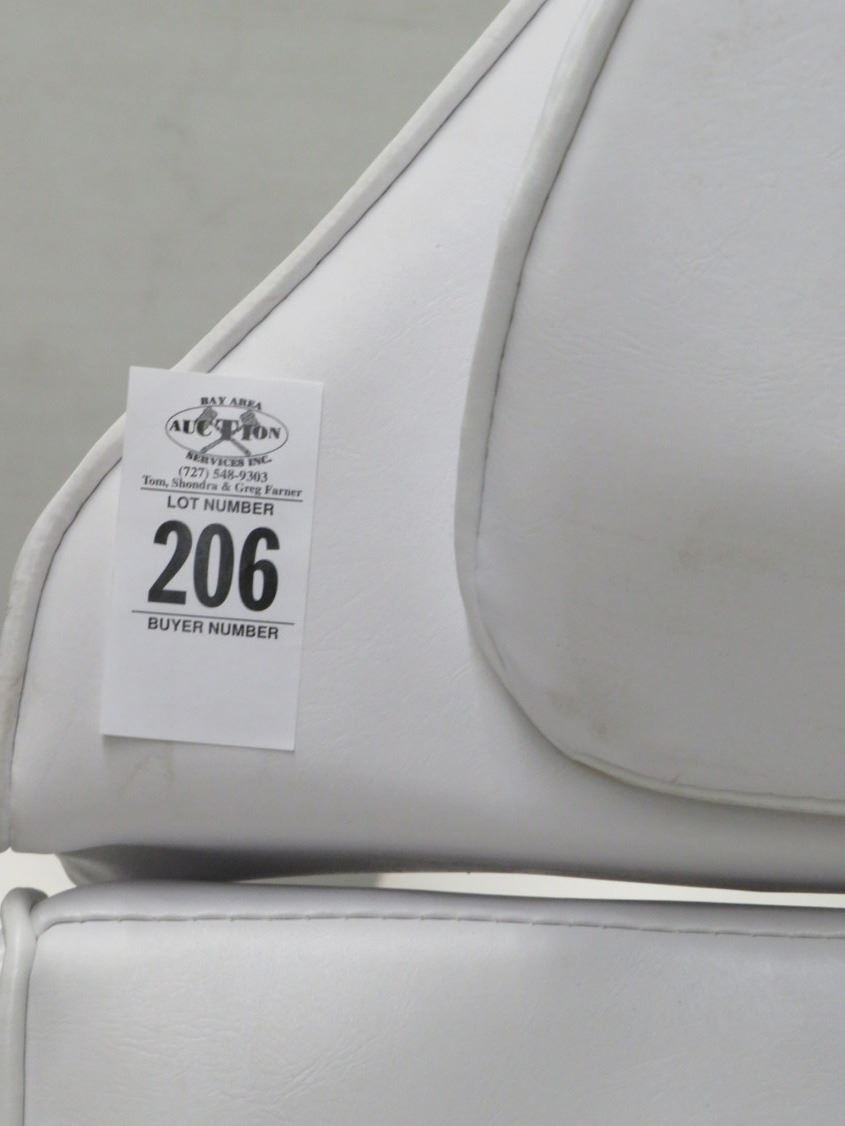 BAY AREA
AUCTION
SERVICES INC.
(727) 548-9303
Tom, Shondra & Greg Farner
LOT NUMBER
206
BUYER NUMBER